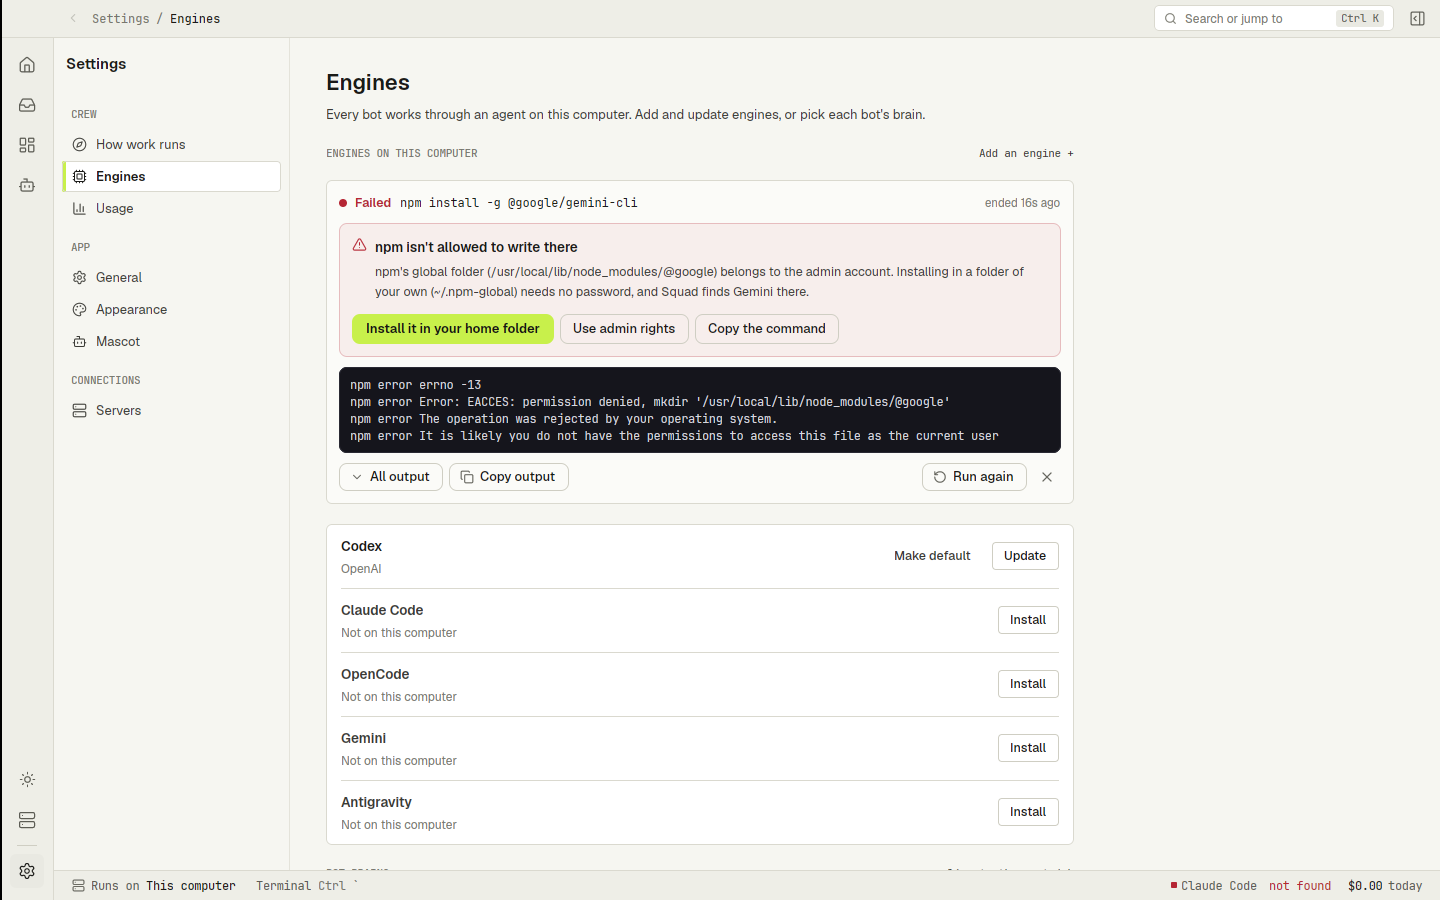 Settings / Engines
Search or jump to
Ctrl K
Settings
CREW
How work runs
Engines
Usage
APP
General
Appearance
Mascot
CONNECTIONS
Servers
Engines
Every bot works through an agent on this computer. Add and update engines, or pick each bot's brain.
ENGINES ON THIS COMPUTER
Add an engine +
Failed npm install -g @google/gemini-cli
ended 16s ago
npm isn't allowed to write there
npm's global folder (/usr/local/lib/node_modules/@google) belongs to the admin account. Installing in a folder of
your own (~/.npm-global) needs no password, and Squad finds Gemini there.
Install it in your home folder
Use admin rights
Copy the command
npm error errno -13
npm error Error: EACCES: permission denied, mkdir '/usr/local/lib/node_modules/@google'
npm error The operation was rejected by your operating system.
npm error It is likely you do not have the permissions to access this file as the current user
All output
Copy output
Run again
Codex
OpenAI
Make default
Update
Claude Code
Not on this computer
Install
OpenCode
Not on this computer
Install
Gemini
Not on this computer
Install
Antigravity
Not on this computer
Install
Runs on This computer
Terminal Ctrl `
Claude Code not found
$0.00 today